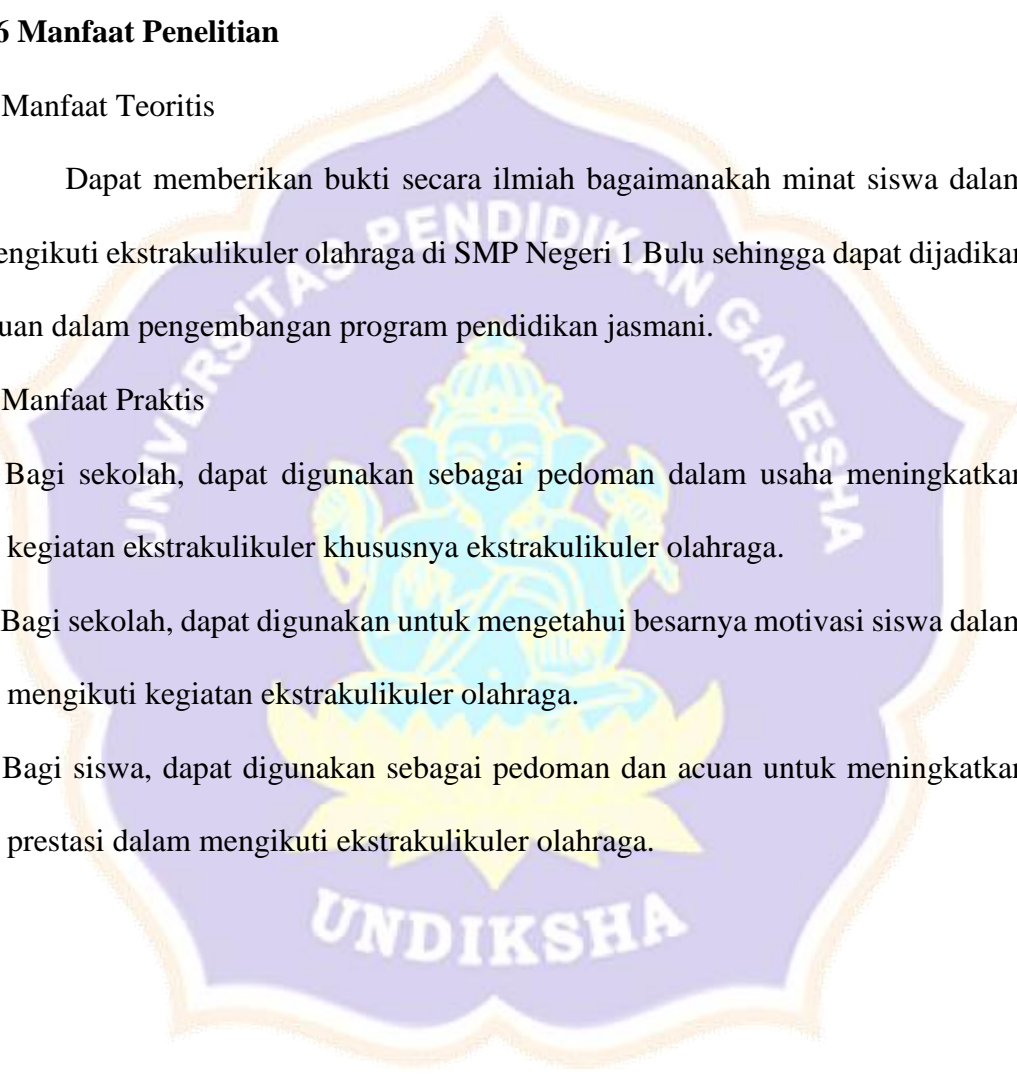 6 Manfaat Penelitian
Manfaat Teoritis
Dapat memberikan bukti secara ilmiah bagaimanakah minat siswa dalam
engikuti ekstrakulikuler olahraga di SMP Negeri 1 Bulu sehingga dapat dijadikan
uan dalam pengembangan program pendidikan jasmani.
Manfaat Praktis
Bagi sekolah, dapat digunakan sebagai pedoman dalam usaha meningkatkan
kegiatan ekstrakulikuler khususnya ekstrakulikuler olahraga.
Bagi sekolah, dapat digunakan untuk mengetahui besarnya motivasi siswa dalam
mengikuti kegiatan ekstrakulikuler olahraga.
Bagi siswa, dapat digunakan sebagai pedoman dan acuan untuk meningkatkan
prestasi dalam mengikuti ekstrakulikuler olahraga.
UNIVERSITAS PENDIDIKAN GANESHA
UNDIKSHA